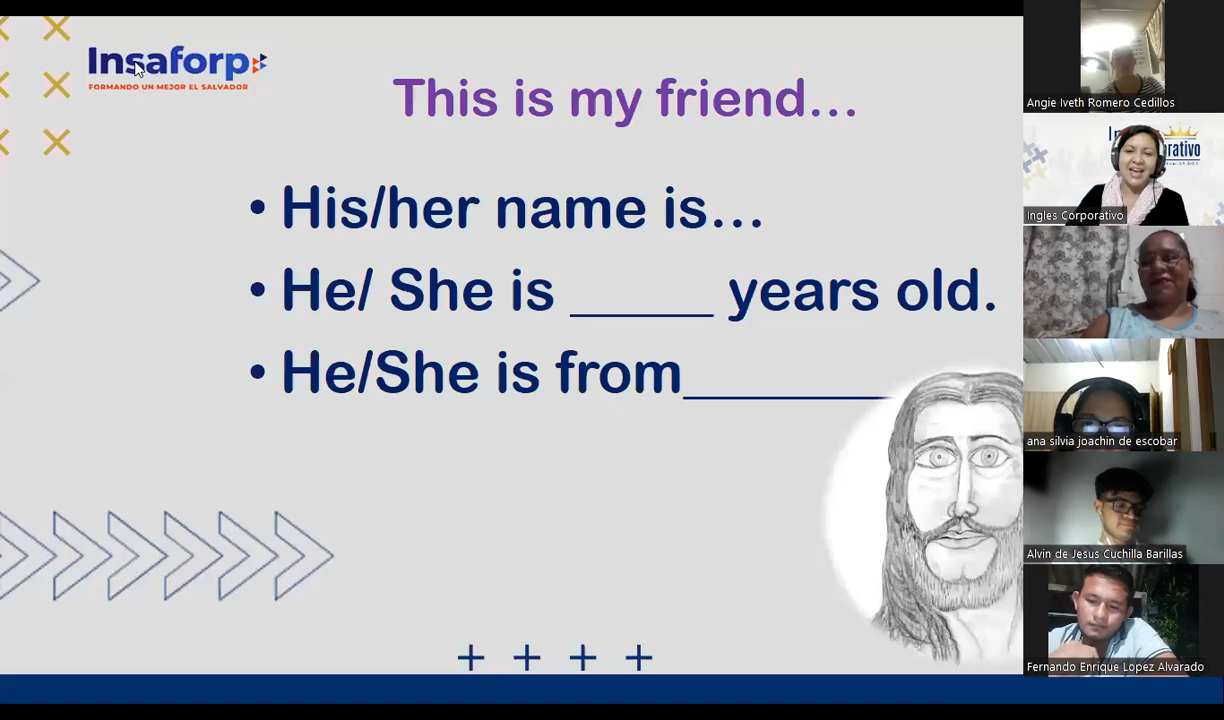 Insaforp
FORMANDO UN MEJOR EL SALVADOR
This is my friend...
• His/her name is...
• He/ She is ______ years old.
• He/She is from_________
Angie Iveth Romero Cedillos
Ingles Corporativo
ana silvia joachin de escobar
Alvin de Jesus Cuchilla Barillas
Fernando Enrique Lopez Alvarado